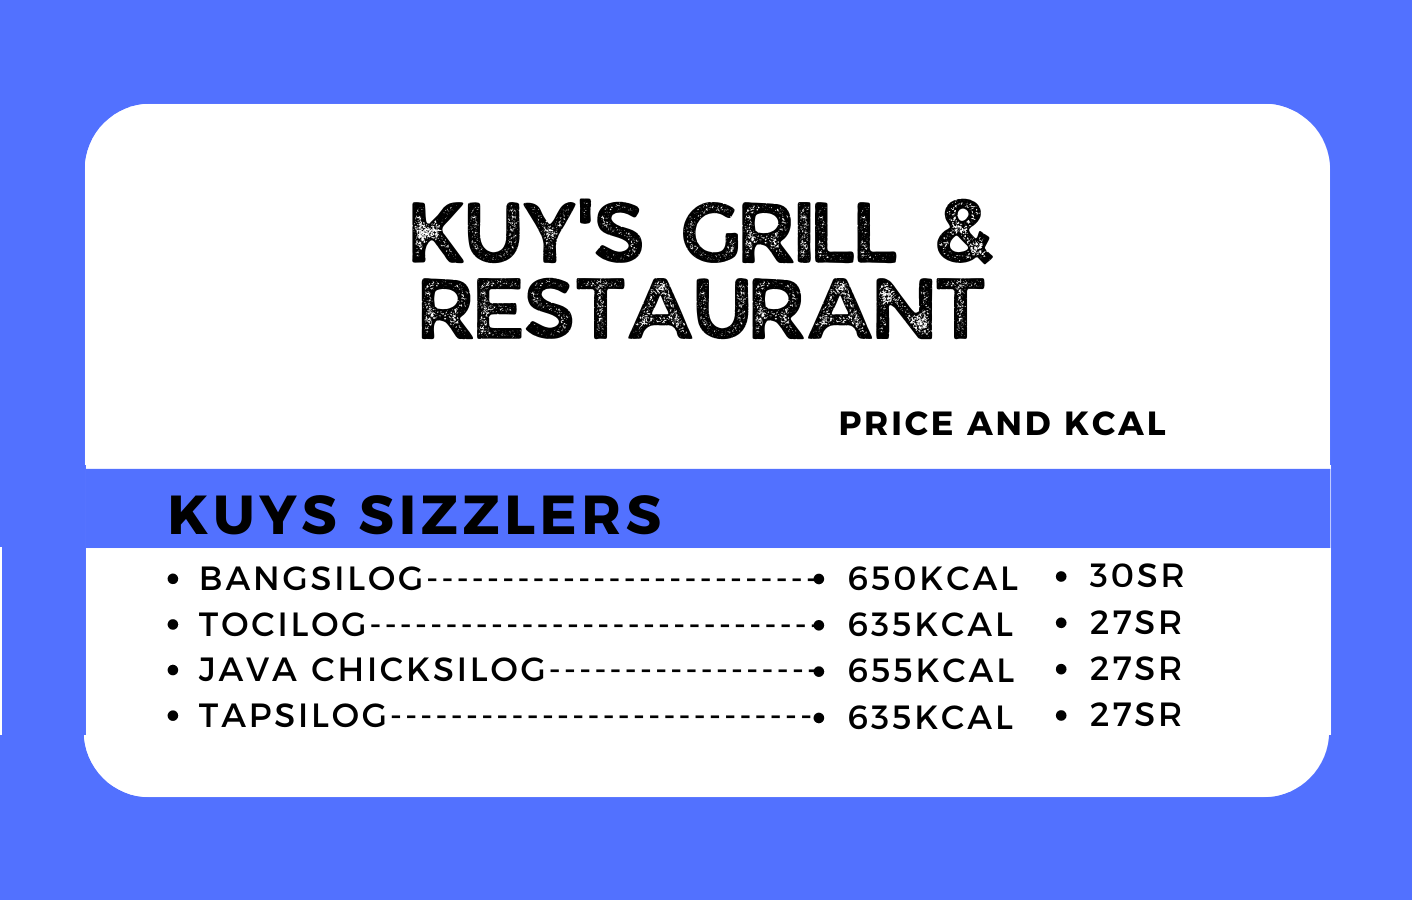 KUY'S GRILL &
RESTAURANT
PRICE AND KCAL
KUYS SIZZLERS
• BANGSILOG--------------------------• 650KCAL • 30SR
• TOCILOG-----------------------------• 635KCAL • 27SR
• JAVA CHICKSILOG------------------• 655KCAL • 27SR
• TAPSILOG----------------------------• 635KCAL • 27SR